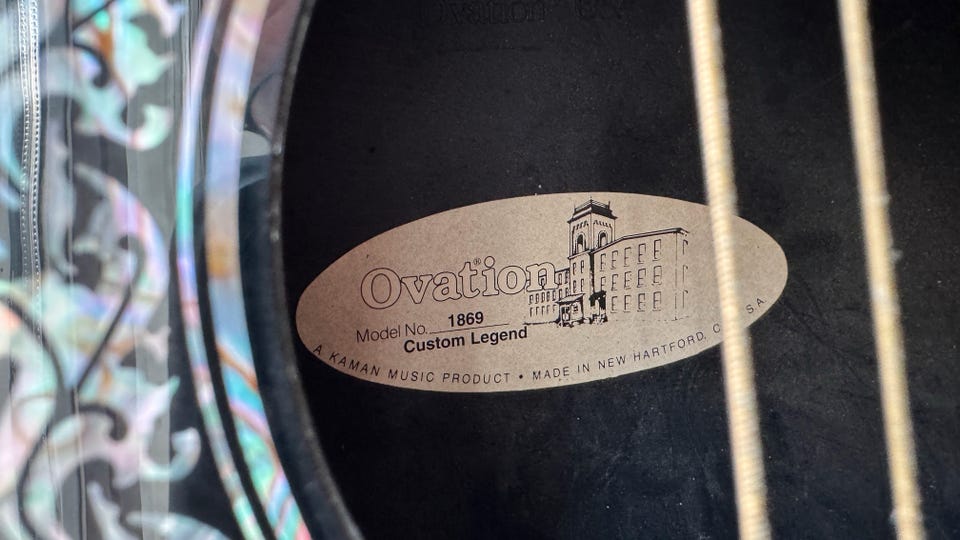 Ovation®
Model No. 1869
Custom Legend
A KAMAN MUSIC PRODUCT • MADE IN NEW HARTFORD,